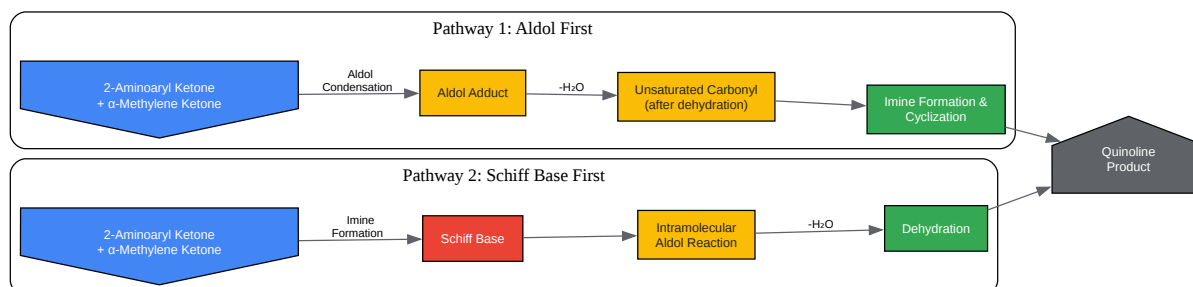 Pathway 1: Aldol First
2-Aminoaryl Ketone
+ α-Methylene Ketone
Aldol
Condensation
Aldol Adduct
-H₂O
Unsaturated Carbonyl
(after dehydration)
Imine Formation &
Cyclization
Quinoline
Product
Pathway 2: Schiff Base First
2-Aminoaryl Ketone
+ α-Methylene Ketone
Imine
Formation
Schiff Base
Intramolecular
Aldol Reaction
-H₂O
Dehydration